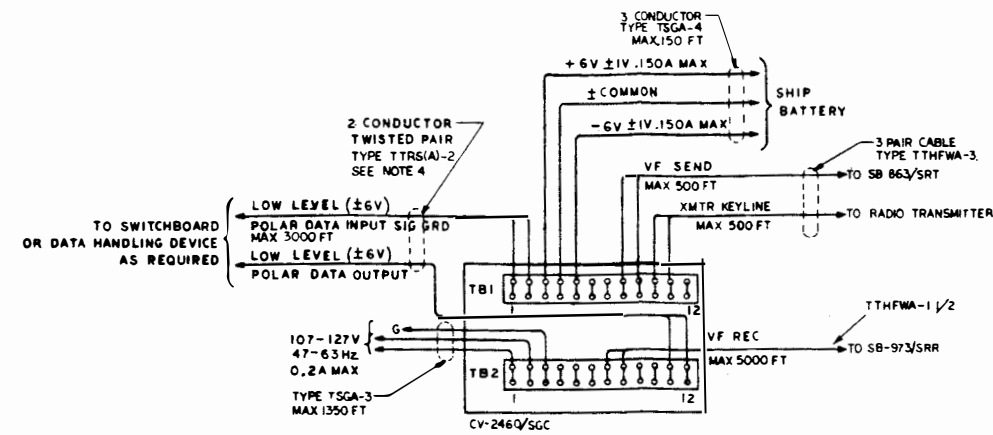 3 CONDUCTOR
TYPE TSGA-4
MAX.150 FT
+6V ±1V .150A MAX
±COMMON
-6V ±1V .150A MAX
SHIP
BATTERY
2 CONDUCTOR
TWISTED PAIR
TYPE TTRS(A)-2
SEE NOTE 4
3 PAIR CABLE
TYPE TTHFWA-3.
VF SEND
MAX 500 FT
TO SB 863/SRT
XMTR KEYLINE
MAX 500 FT
TO RADIO TRANSMITTER
LOW LEVEL (±6V)
POLAR DATA INPUT SIG GRD
MAX 3000 FT
TO SWITCHBOARD
OR DATA HANDLING DEVICE
AS REQUIRED
LOW LEVEL (±6V)
POLAR DATA OUTPUT
TB1
1
12
TTHFWA-1 1/2
G
107-127V
47-63 Hz
0.2A MAX
VF REC
MAX 5000 FT
TO SB-973/SRR
TB2
1
12
TYPE TSGA-3
MAX 1350 FT
CV-2460/SGC